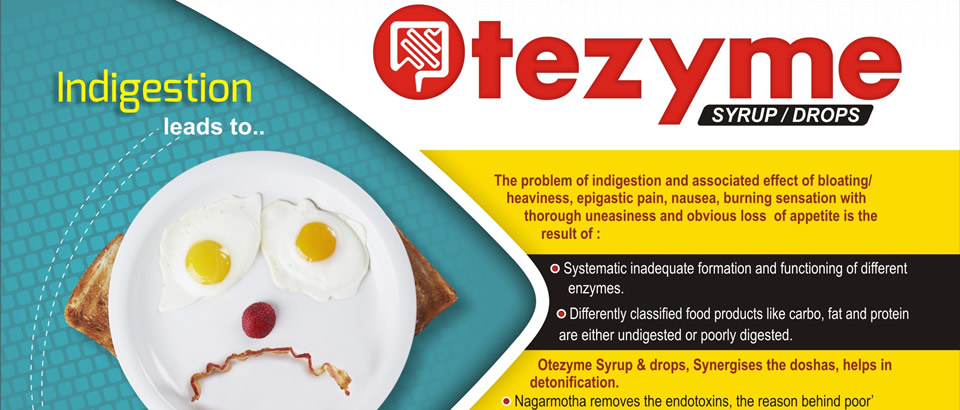 Indigestion
leads to..
Otezyme
SYRUP / DROPS
The problem of indigestion and associated effect of bloating/
heaviness, epigastic pain, nausea, burning sensation with
thorough uneasiness and obvious loss of appetite is the
result of :
Systematic inadequate formation and functioning of different
enzymes.
Differently classified food products like carbo, fat and protein
are either undigested or poorly digested.
Otezyme Syrup & drops, Synergises the doshas, helps in
detonification.
Nagarmotha removes the endotoxins, the reason behind poor'